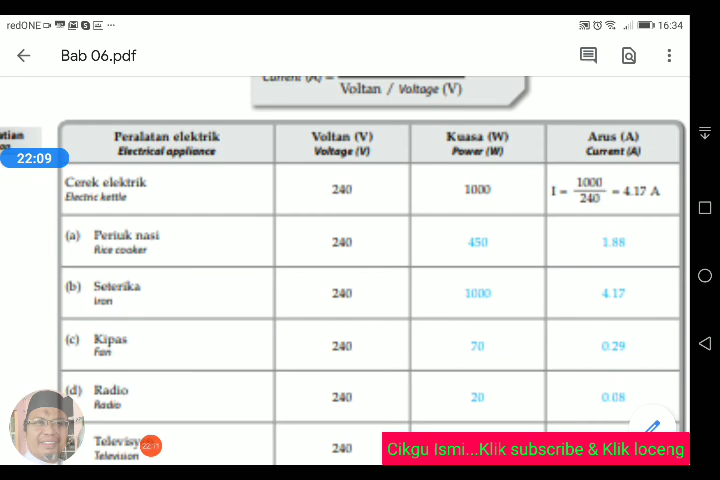 redONE
16:34
Bab 06.pdf
Voltan / Voltage (V)
22:09
Peralatan elektrik Voltan (V) Kuasa (W) Arus (A)
Electrical appliance Voltage (V) Power (W) Current (A)
Cerek elektrik 240 1000 I = 1000/240 = 4.17 A
Electric kettle
(a) Periuk nasi 240 450 1.88
Rice cooker
(b) Seterika 240 1000 4.17
Iron
(c) Kipas 240 70 0.29
Fan
(d) Radio 240 20 0.08
Radio
Televisy 240
Television
Cikgu Ismi...Klik subscribe & Klik loceng